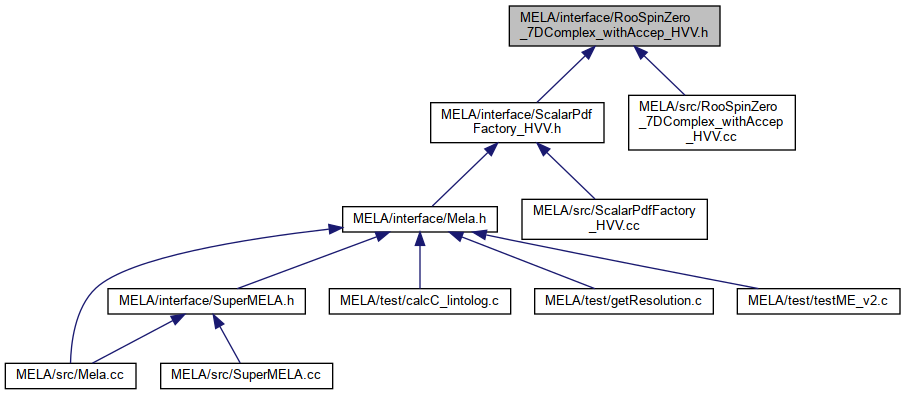 MELA/interface/RooSpinZero
_7DComplex_withAccep_HVV.h
MELA/interface/ScalarPdf
Factory_HVV.h
MELA/src/RooSpinZero
_7DComplex_withAccep
_HVV.cc
MELA/interface/Mela.h
MELA/src/ScalarPdfFactory
_HVV.cc
MELA/interface/SuperMELA.h
MELA/test/calcC_lintolog.c
MELA/test/getResolution.c
MELA/test/testME_v2.c
MELA/src/Mela.cc
MELA/src/SuperMELA.cc